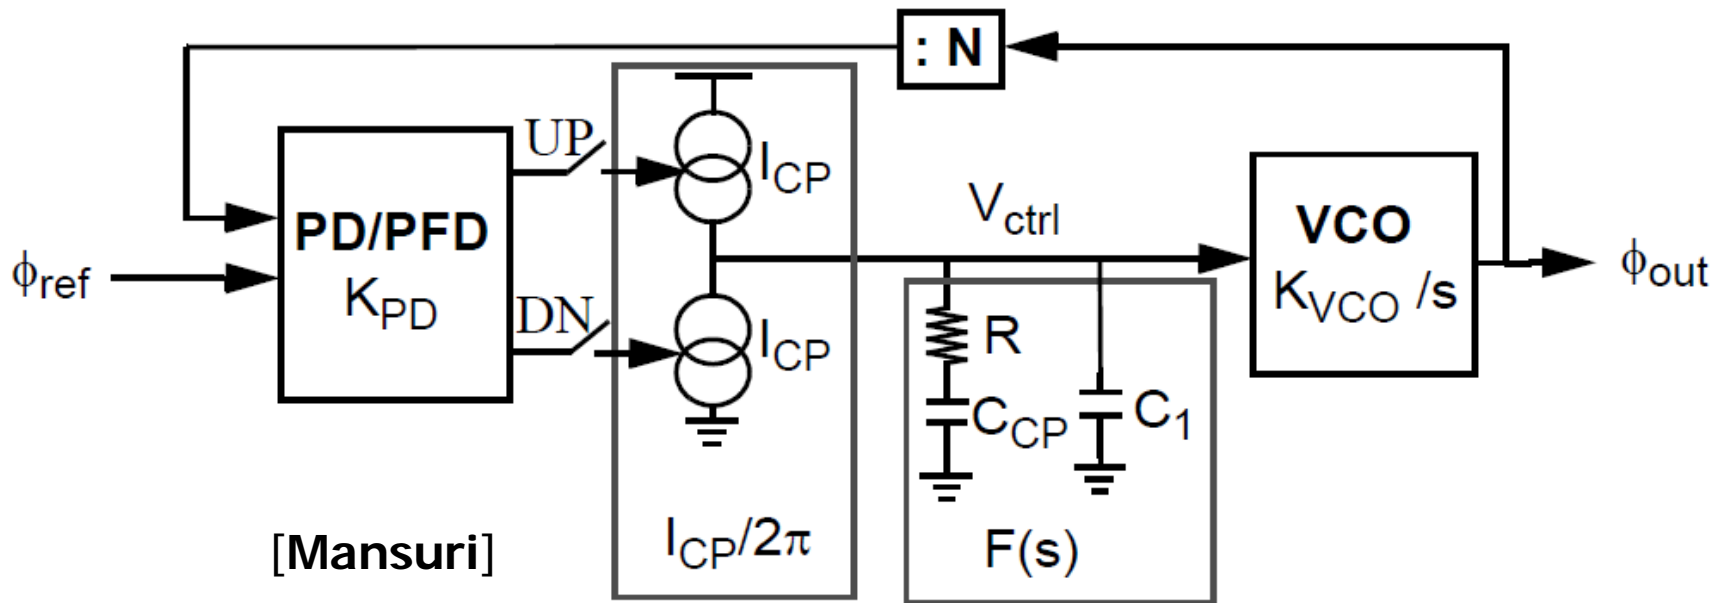 : N
UP
I_CP
PD/PFD
K_PD
ϕ_ref
V_ctrl
VCO
K_VCO /s
ϕ_out
DN
I_CP
R
C_CP
C_1
[Mansuri]
I_CP/2π
F(s)